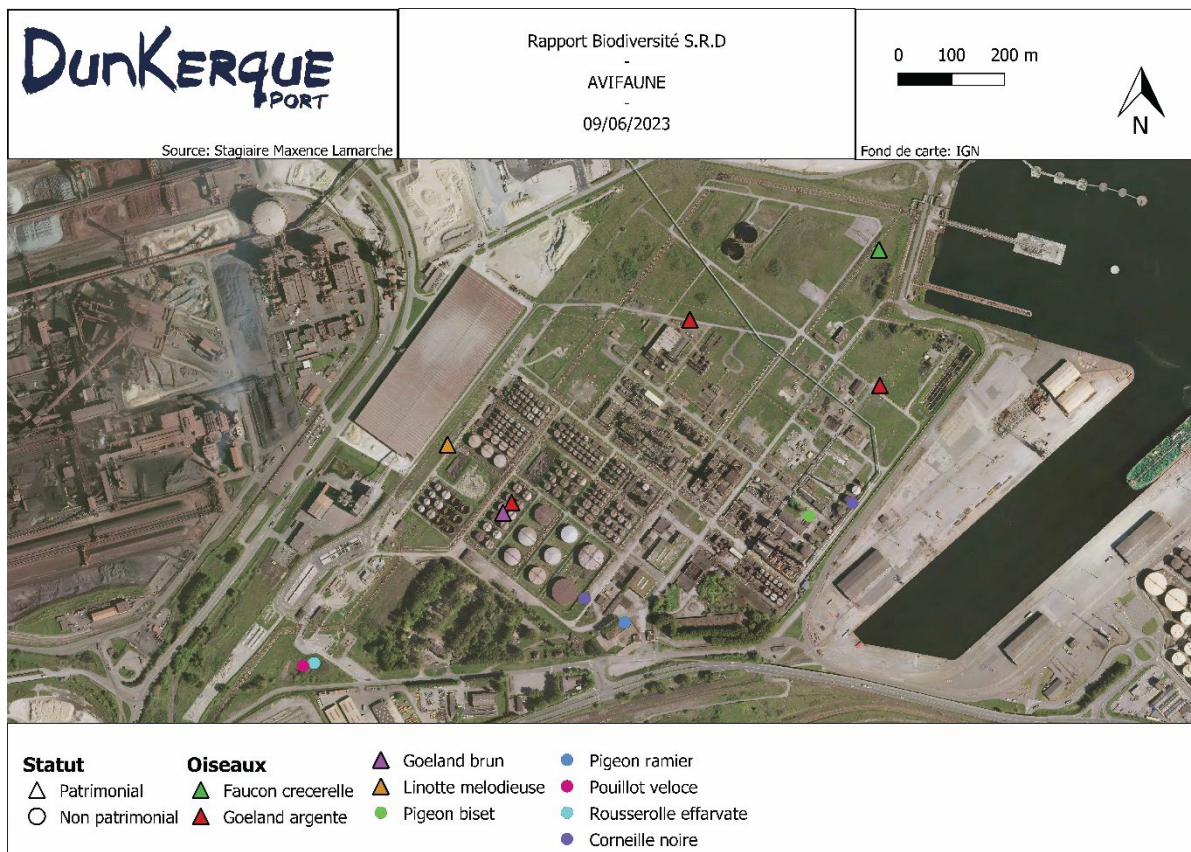 DUNKERQUE
PORT
Source: Stagiaire Maxence Lamarche
Rapport Biodiversité S.R.D
-
AVIFAUNE
-
09/06/2023
0 100 200 m
N
Fond de carte: IGN
Statut
Patrimonial
Non patrimonial
Oiseaux
Faucon crecerelle
Goeland argente
Goeland brun
Linotte melodieuse
Pigeon biset
Pigeon ramier
Pouillot veloce
Rousserolle effarvate
Corneille noire